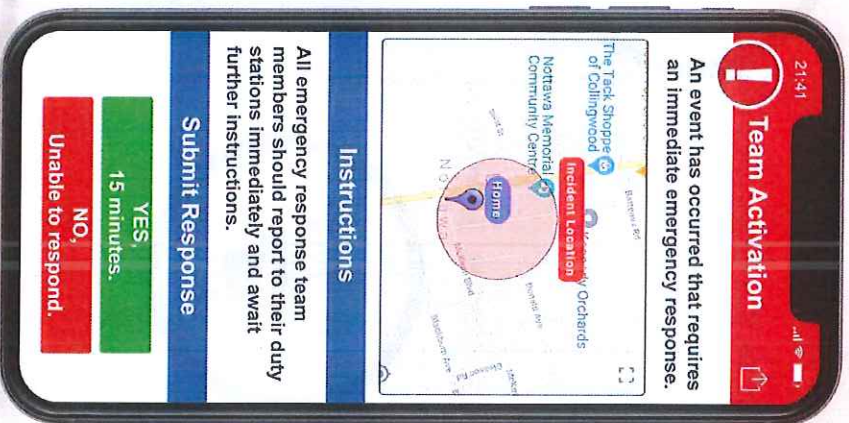 21:41
Team Activation
An event has occurred that requires
an immediate emergency response.
The Tack Shoppe
of Collingwood
Nottawa Memorial
Community Centre
Incident Location
Orchards
Batteaux Rd
Home
Instructions
All emergency response team
members should report to their duty
stations immediately and await
further instructions.
Submit Response
YES,
15 minutes.
NO,
Unable to respond.